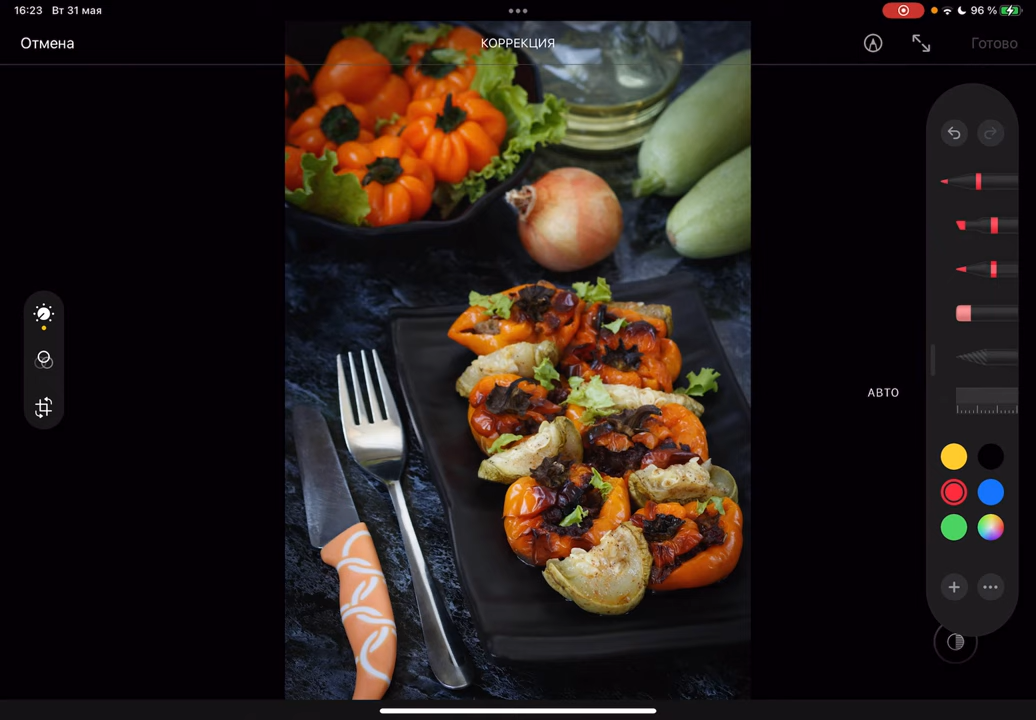 16:23 Вт 31 мая
96 %
Отмена
КОРРЕКЦИЯ
Готово
АВТО